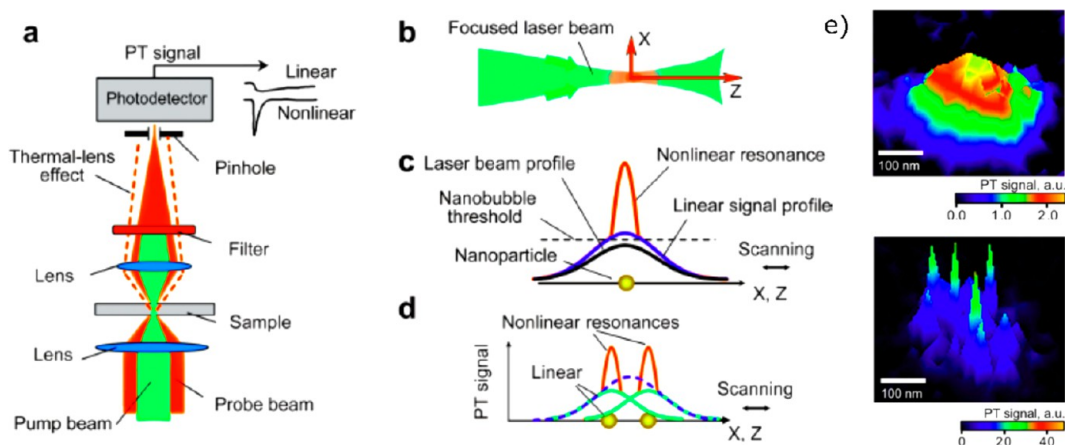 a
PT signal
Photodetector
Linear
Nonlinear
Pinhole
Thermal-lens
effect
Filter
Lens
Sample
Lens
Pump beam
Probe beam
b
Focused laser beam
X
Z
c
Laser beam profile
Nonlinear resonance
Nanobubble
threshold
Linear signal profile
Nanoparticle
Scanning
X, Z
d
Nonlinear resonances
PT signal
Linear
Scanning
X, Z
e)
100 nm
PT signal, a.u.
0.0 1.0 2.0
100 nm
PT signal, a.u.
0 20 40